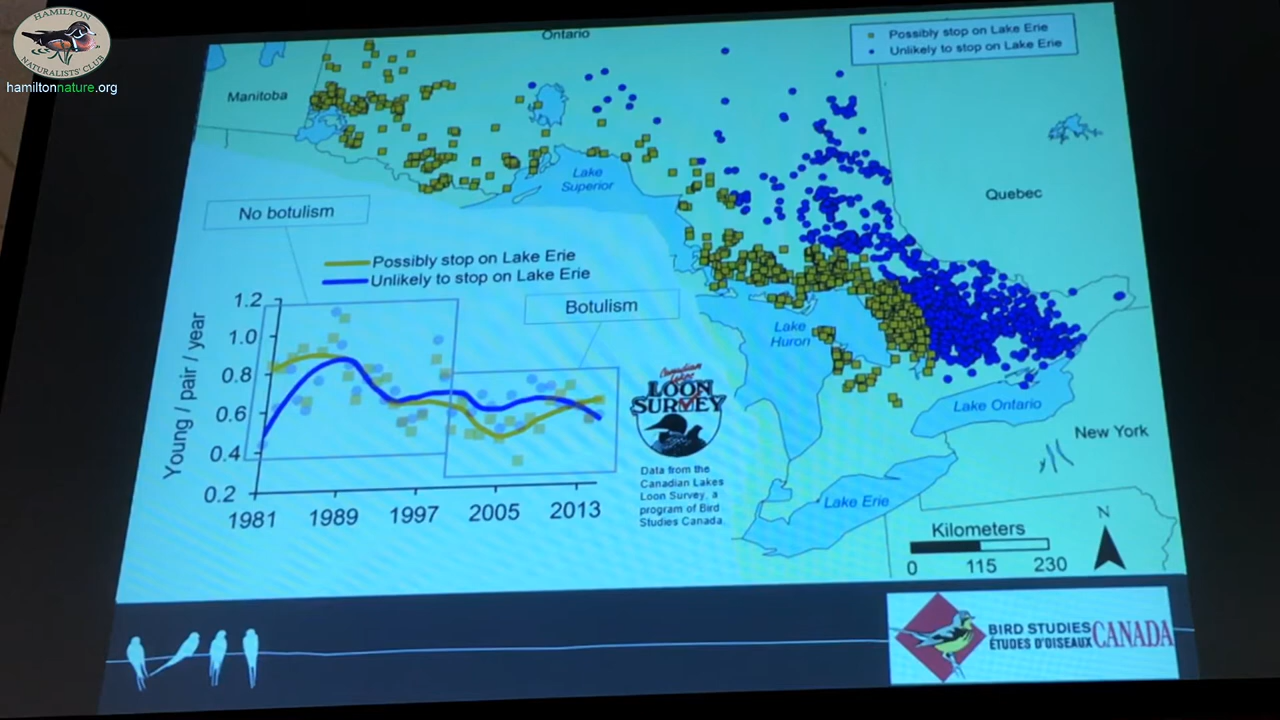 HAMILTON
NATURALISTS' CLUB
hamiltonnature.org
Ontario
Possibly stop on Lake Erie
Unlikely to stop on Lake Erie
Manitoba
Lake
Superior
Quebec
No botulism
Possibly stop on Lake Erie
Unlikely to stop on Lake Erie
Botulism
Young / pair / year
1.2
1.0
0.8
0.6
0.4
0.2
1981
1989
1997
2005
2013
Lake
Huron
Canadian
Lakes
LOON
SURVEY
Data from the
Canadian Lakes
Loon Survey, a
program of Bird
Studies Canada.
Lake Ontario
New York
Lake Erie
Kilometers
0
115
230
N
BIRD STUDIES
ÉTUDES D'OISEAUX
CANADA